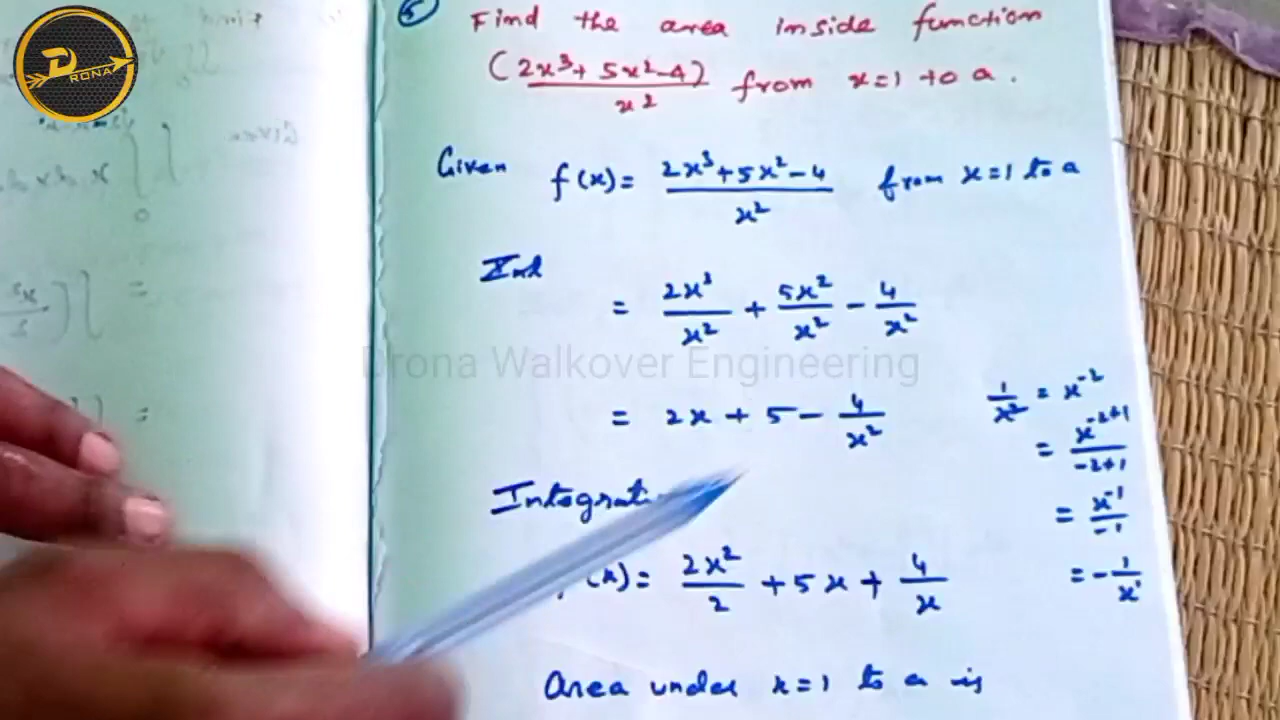 DRONA
5
Find the area inside function
(2x³ + 5x² - 4) / x² from x=1 to a.
Given f(x) = (2x³ + 5x² - 4) / x² from x=1 to a
Int
= 2x³/x² + 5x²/x² - 4/x²
Drona Walkover Engineering
= 2x + 5 - 4/x²
1/x² = x⁻²
= x⁻²⁺¹/-2+1
= x⁻¹/-1
= -1/x¹
(x) = 2x²/2 + 5x + 4/x
Area under x=1 to a is